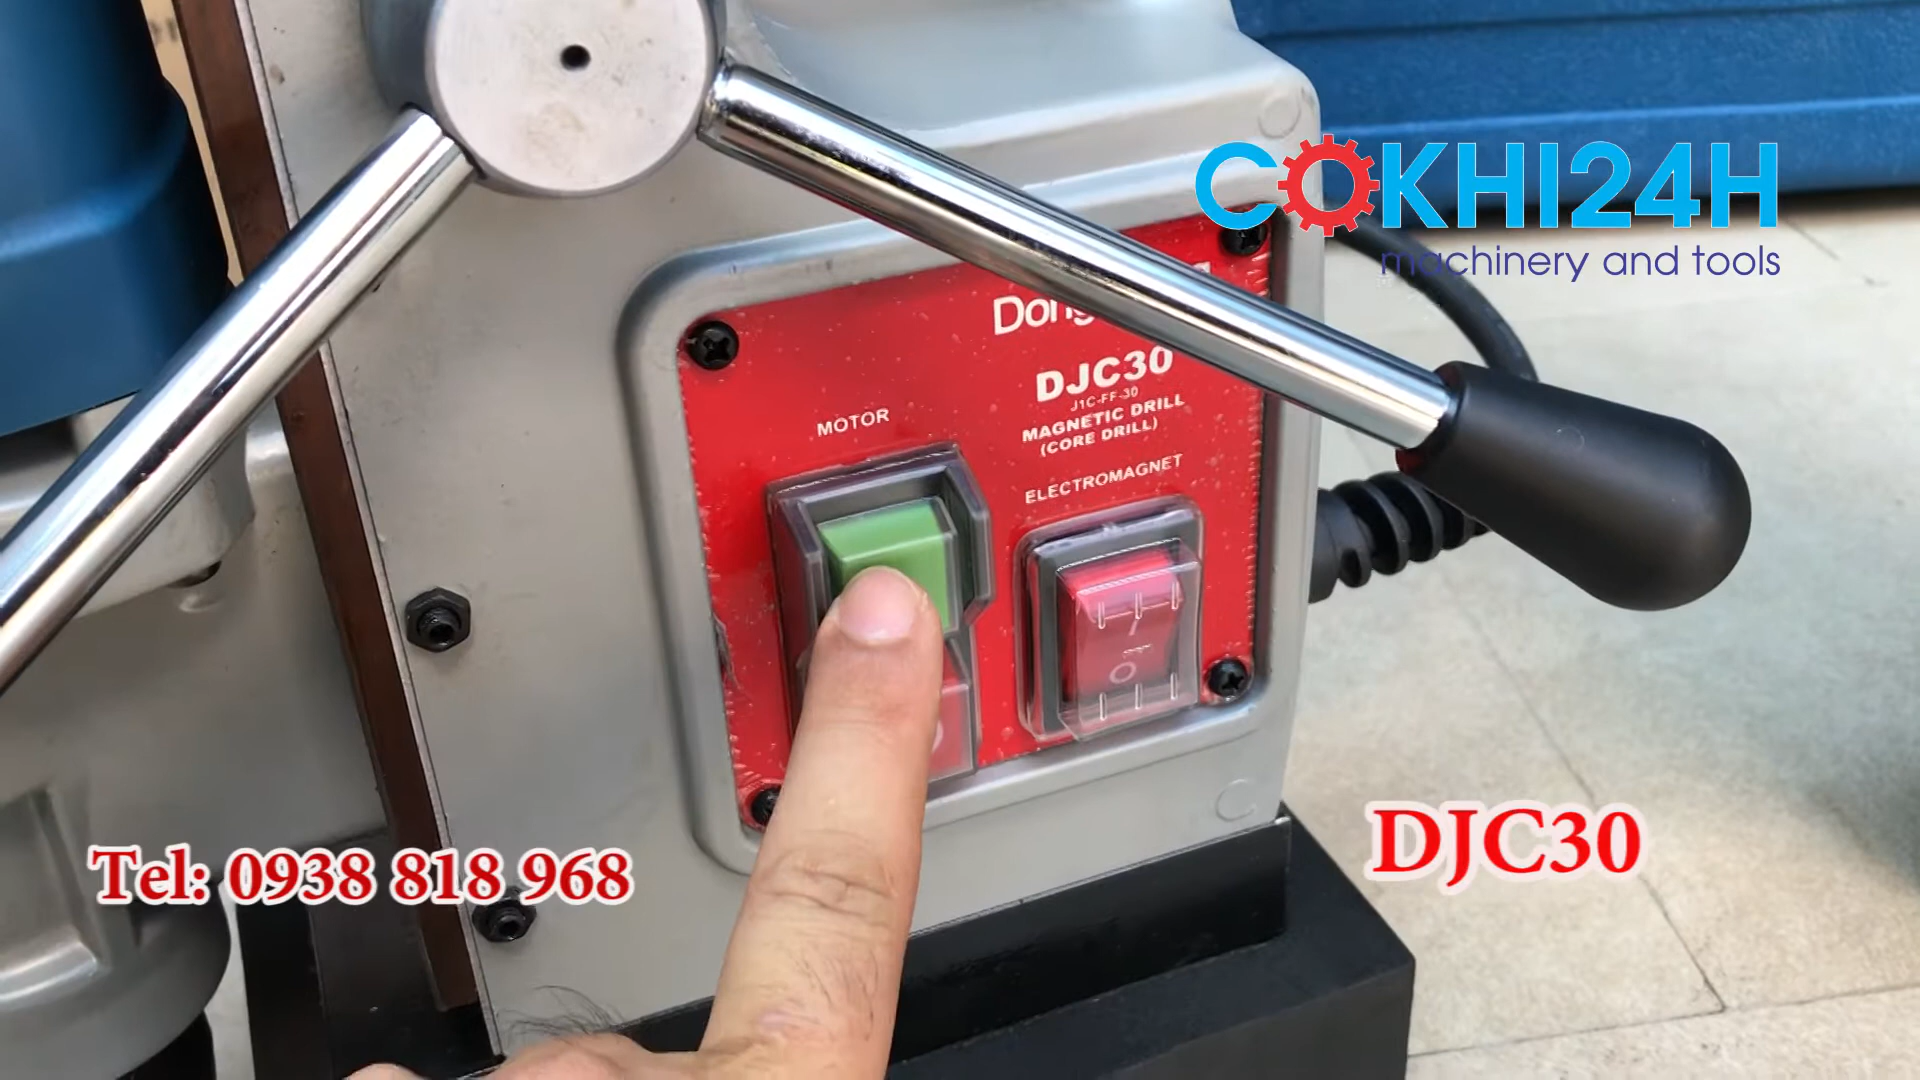 COKHI24H
machinery and tools
DJC30
J1C-FF-30
MAGNETIC DRILL
(CORE DRILL)
MOTOR
ELECTROMAGNET
Tel: 0938 818 968
DJC30